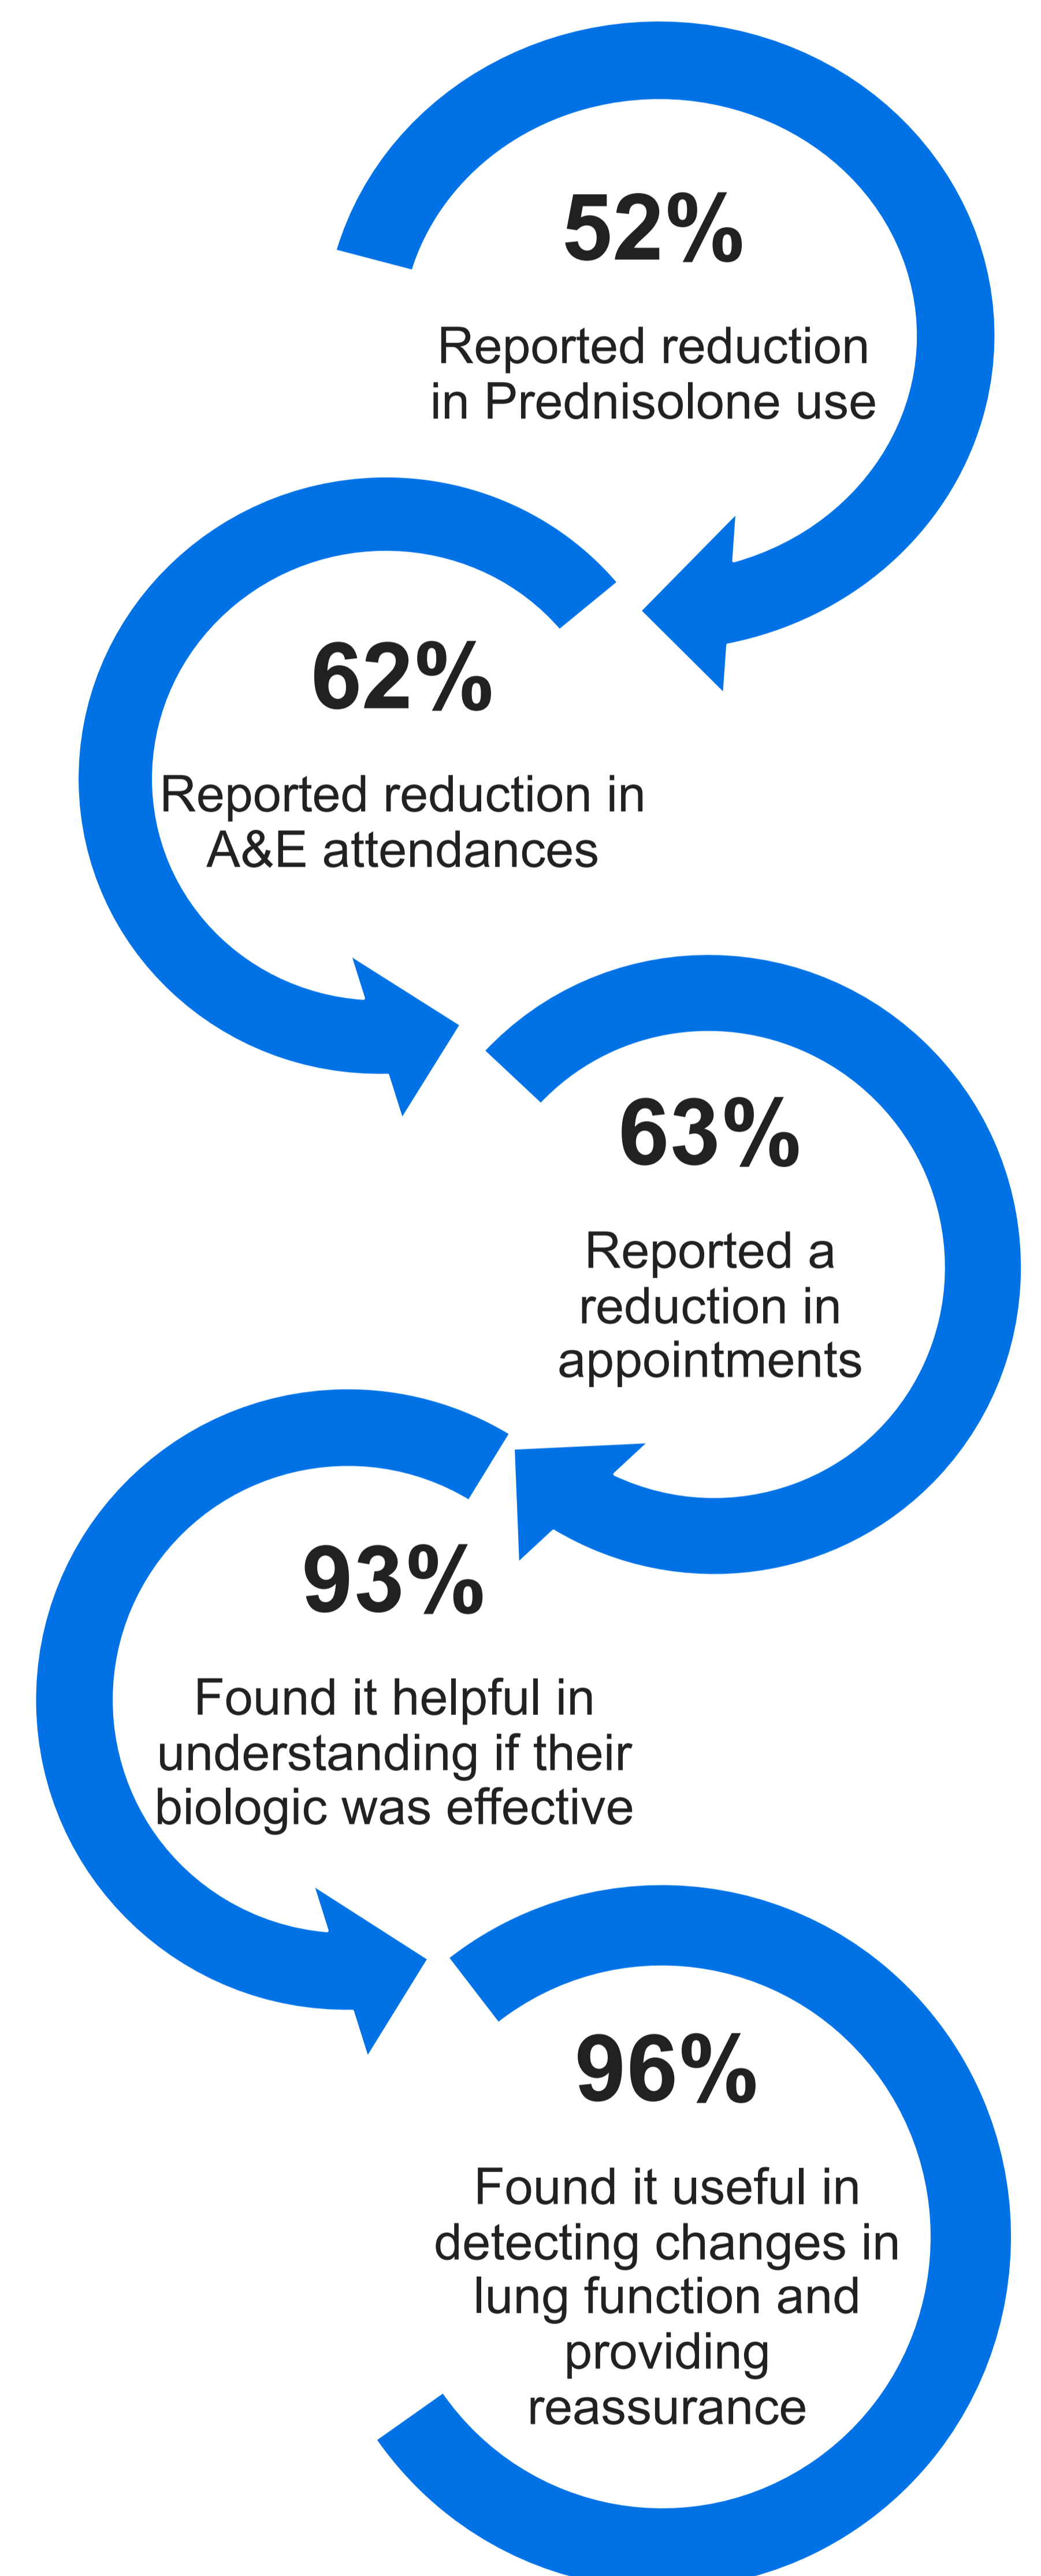 52%
Reported reduction
in Prednisolone use
62%
Reported reduction in
A&E attendances
63%
Reported a
reduction in
appointments
93%
Found it helpful in
understanding if their
biologic was effective
96%
Found it useful in
detecting changes in
lung function and
providing
reassurance